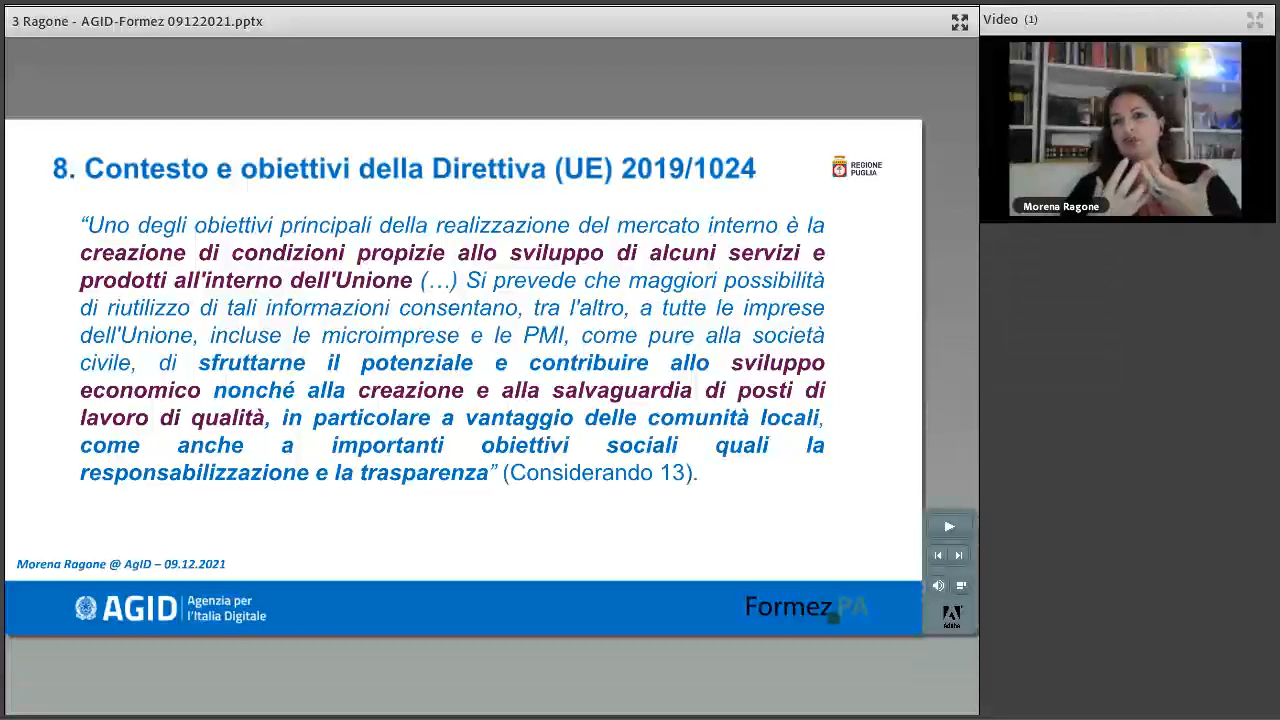 3 Ragone - AGID-Formez 09122021.pptx
Video (1)
Morena Ragone
8. Contesto e obiettivi della Direttiva (UE) 2019/1024
REGIONE
PUGLIA
“Uno degli obiettivi principali della realizzazione del mercato interno è la
creazione di condizioni propizie allo sviluppo di alcuni servizi e
prodotti all'interno dell'Unione (…) Si prevede che maggiori possibilità
di riutilizzo di tali informazioni consentano, tra l'altro, a tutte le imprese
dell'Unione, incluse le microimprese e le PMI, come pure alla società
civile, di sfruttarne il potenziale e contribuire allo sviluppo
economico nonché alla creazione e alla salvaguardia di posti di
lavoro di qualità, in particolare a vantaggio delle comunità locali,
come anche a importanti obiettivi sociali quali la
responsabilizzazione e la trasparenza” (Considerando 13).
Morena Ragone @ AgID – 09.12.2021
AGID
Agenzia per
l'Italia Digitale
Formez PA
Adobe